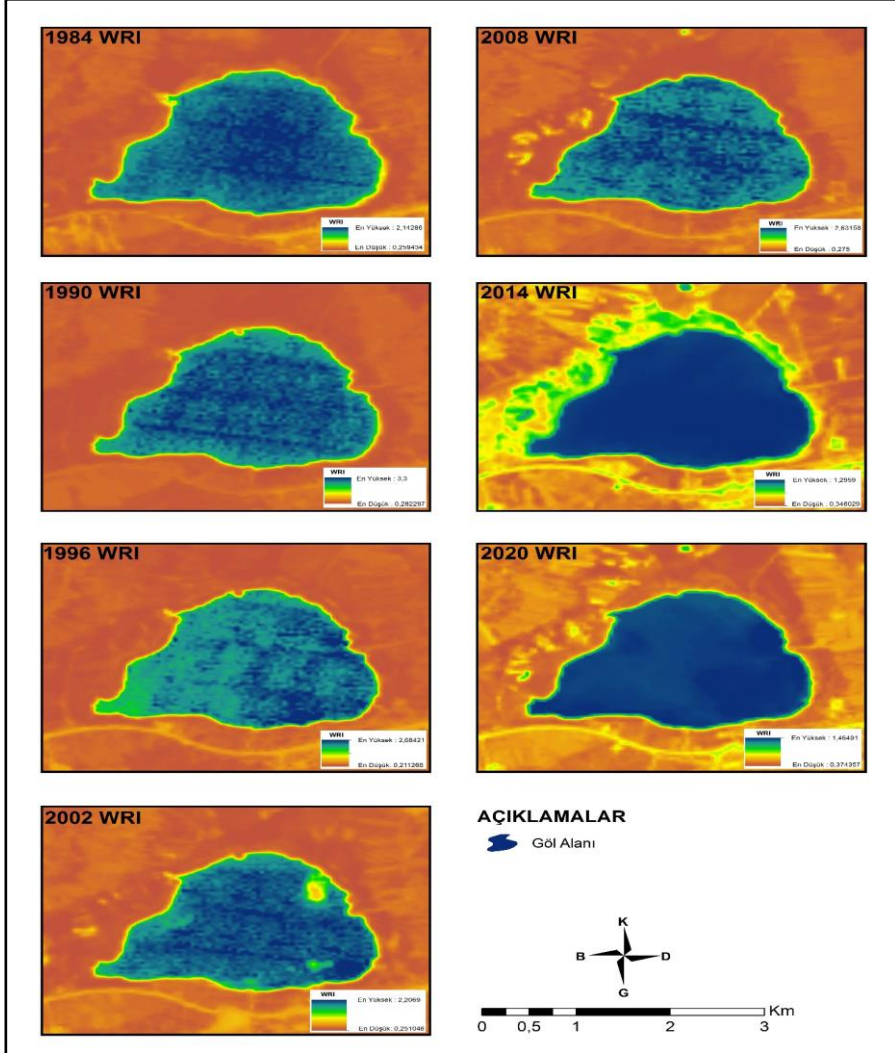 1984 WRI
WRI
En Yüksek : 2,14286
En Düşük : 0,259434
2008 WRI
WRI
En Yüksek : 2,63158
En Düşük : 0,275
1990 WRI
WRI
En Yüksek : 3,3
En Düşük : 0,282297
2014 WRI
WRI
En Yüksek : 1,2959
En Düşük : 0,346029
1996 WRI
WRI
En Yüksek : 2,68421
En Düşük : 0,211268
2020 WRI
WRI
En Yüksek : 1,46491
En Düşük : 0,374357
2002 WRI
WRI
En Yüksek : 2,2069
En Düşük : 0,251046
AÇIKLAMALAR
Göl Alanı
K
B D
G
Km
0 0,5 1 2 3